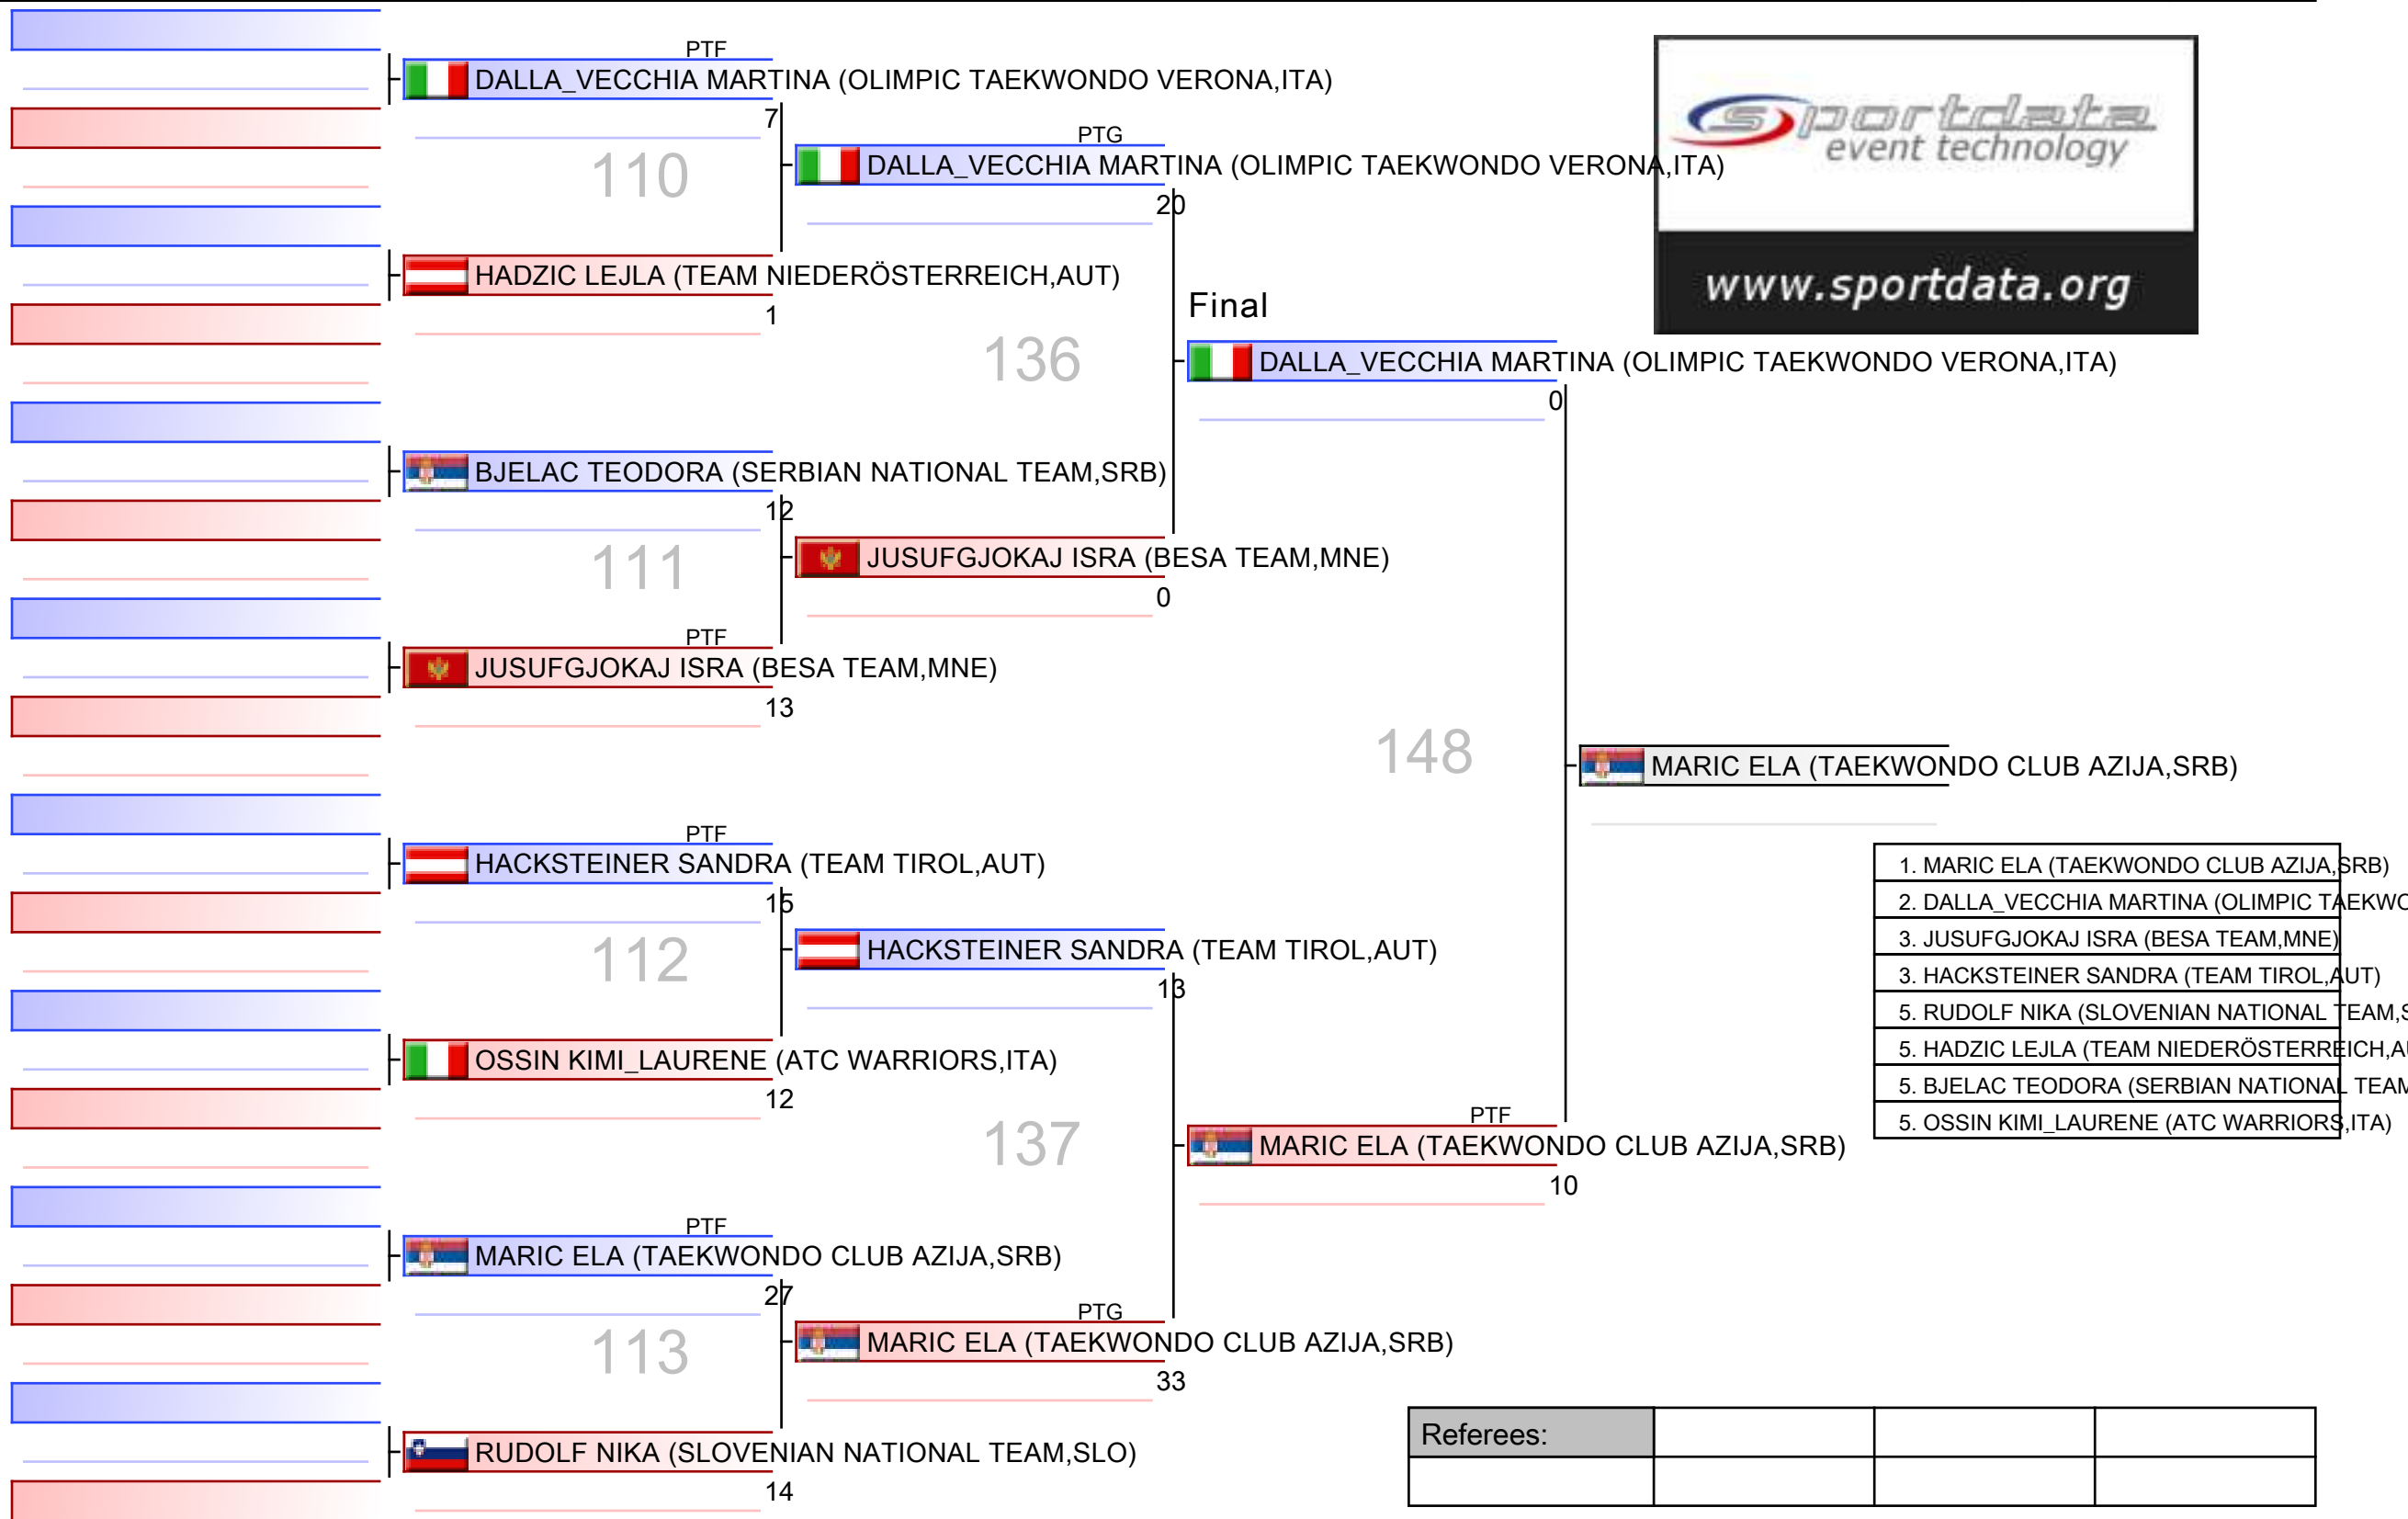 PTF
DALLA_VECCHIA MARTINA (OLIMPIC TAEKWONDO VERONA,ITA)
7
110
HADZIC LEJLA (TEAM NIEDERÖSTERREICH,AUT)
1
BJELAC TEODORA (SERBIAN NATIONAL TEAM,SRB)
12
111
PTF
JUSUFGJOKAJ ISRA (BESA TEAM,MNE)
13
PTF
HACKSTEINER SANDRA (TEAM TIROL,AUT)
15
112
OSSIN KIMI_LAURENE (ATC WARRIORS,ITA)
12
PTF
MARIC ELA (TAEKWONDO CLUB AZIJA,SRB)
27
113
RUDOLF NIKA (SLOVENIAN NATIONAL TEAM,SLO)
14
PTG
DALLA_VECCHIA MARTINA (OLIMPIC TAEKWONDO VERONA,ITA)
20
136
JUSUFGJOKAJ ISRA (BESA TEAM,MNE)
0
HACKSTEINER SANDRA (TEAM TIROL,AUT)
13
137
PTG
MARIC ELA (TAEKWONDO CLUB AZIJA,SRB)
33
Final
DALLA_VECCHIA MARTINA (OLIMPIC TAEKWONDO VERONA,ITA)
0
148
PTF
MARIC ELA (TAEKWONDO CLUB AZIJA,SRB)
10
MARIC ELA (TAEKWONDO CLUB AZIJA,SRB)
sportdata
event technology
www.sportdata.org
1. MARIC ELA (TAEKWONDO CLUB AZIJA,SRB)
2. DALLA_VECCHIA MARTINA (OLIMPIC TAEKWO
3. JUSUFGJOKAJ ISRA (BESA TEAM,MNE)
3. HACKSTEINER SANDRA (TEAM TIROL,AUT)
5. RUDOLF NIKA (SLOVENIAN NATIONAL TEAM,S
5. HADZIC LEJLA (TEAM NIEDERÖSTERREICH,AU
5. BJELAC TEODORA (SERBIAN NATIONAL TEAM
5. OSSIN KIMI_LAURENE (ATC WARRIORS,ITA)
Referees: